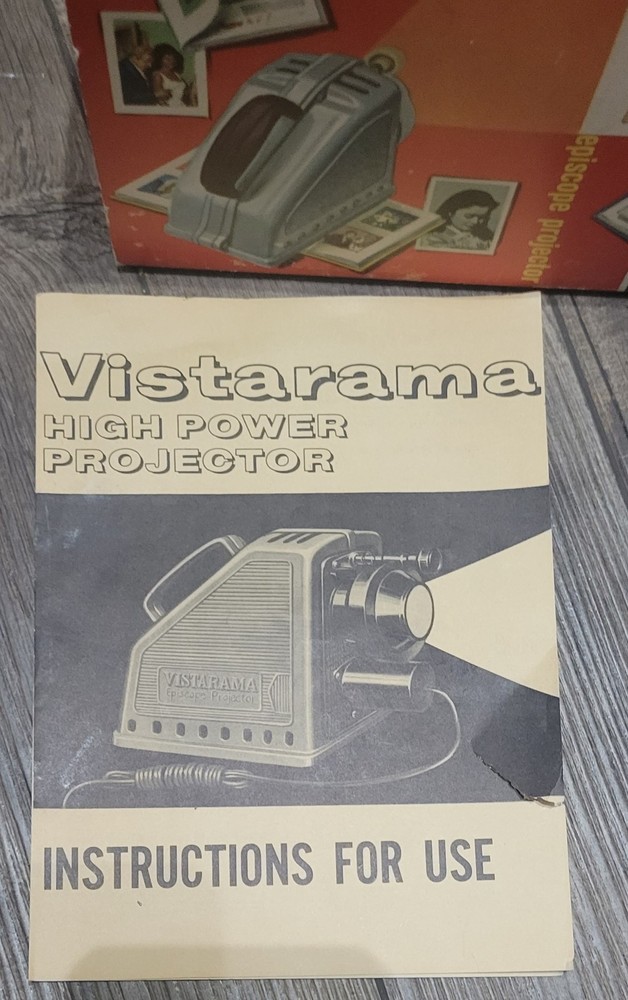 episcope projector
Vistarama
HIGH POWER
PROJECTOR
VISTARAMA
Episcope Projector
INSTRUCTIONS FOR USE